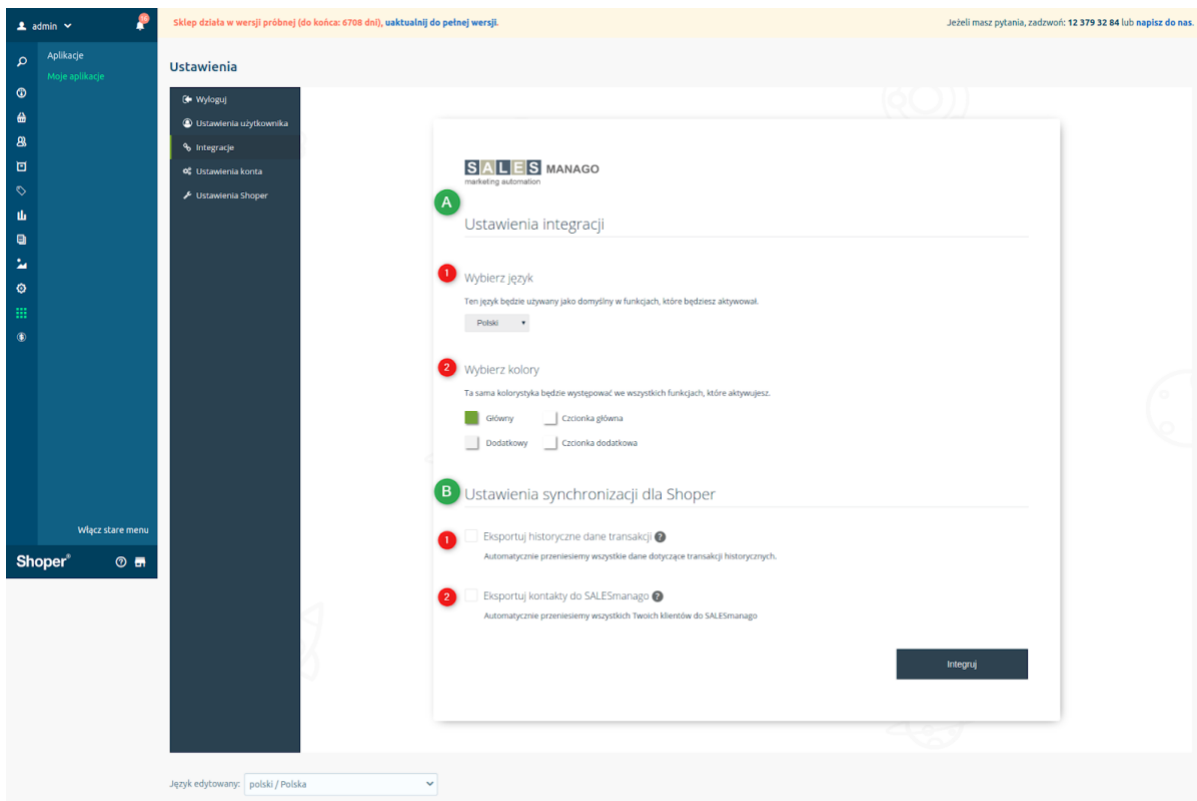 admin
14
Sklep działa w wersji próbnej (do końca: 6708 dni), uaktualnij do pełnej wersji.
Jeżeli masz pytania, zadzwoń: 12 379 32 84 lub napisz do nas.
Aplikacje
Moje aplikacje
Włącz stare menu
Shoper®
Ustawienia
Wyloguj
Ustawienia użytkownika
Integracje
Ustawienia konta
Ustawienia Shoper
SALES MANAGO
marketing automation
A
Ustawienia integracji
1
Wybierz język
Ten język będzie używany jako domyślny w funkcjach, które będziesz aktywował.
Polski
2
Wybierz kolory
Ta sama kolorystyka będzie występować we wszystkich funkcjach, które aktywujesz.
Główny Czcionka główna
Dodatkowy Czcionka dodatkowa
B
Ustawienia synchronizacji dla Shoper
1
Eksportuj historyczne dane transakcji ?
Automatycznie przeniesiemy wszystkie dane dotyczące transakcji historycznych.
2
Eksportuj kontakty do SALESmanago ?
Automatycznie przeniesiemy wszystkich Twoich klientów do SALESmanago
Integruj
Język edytowany: polski / Polska